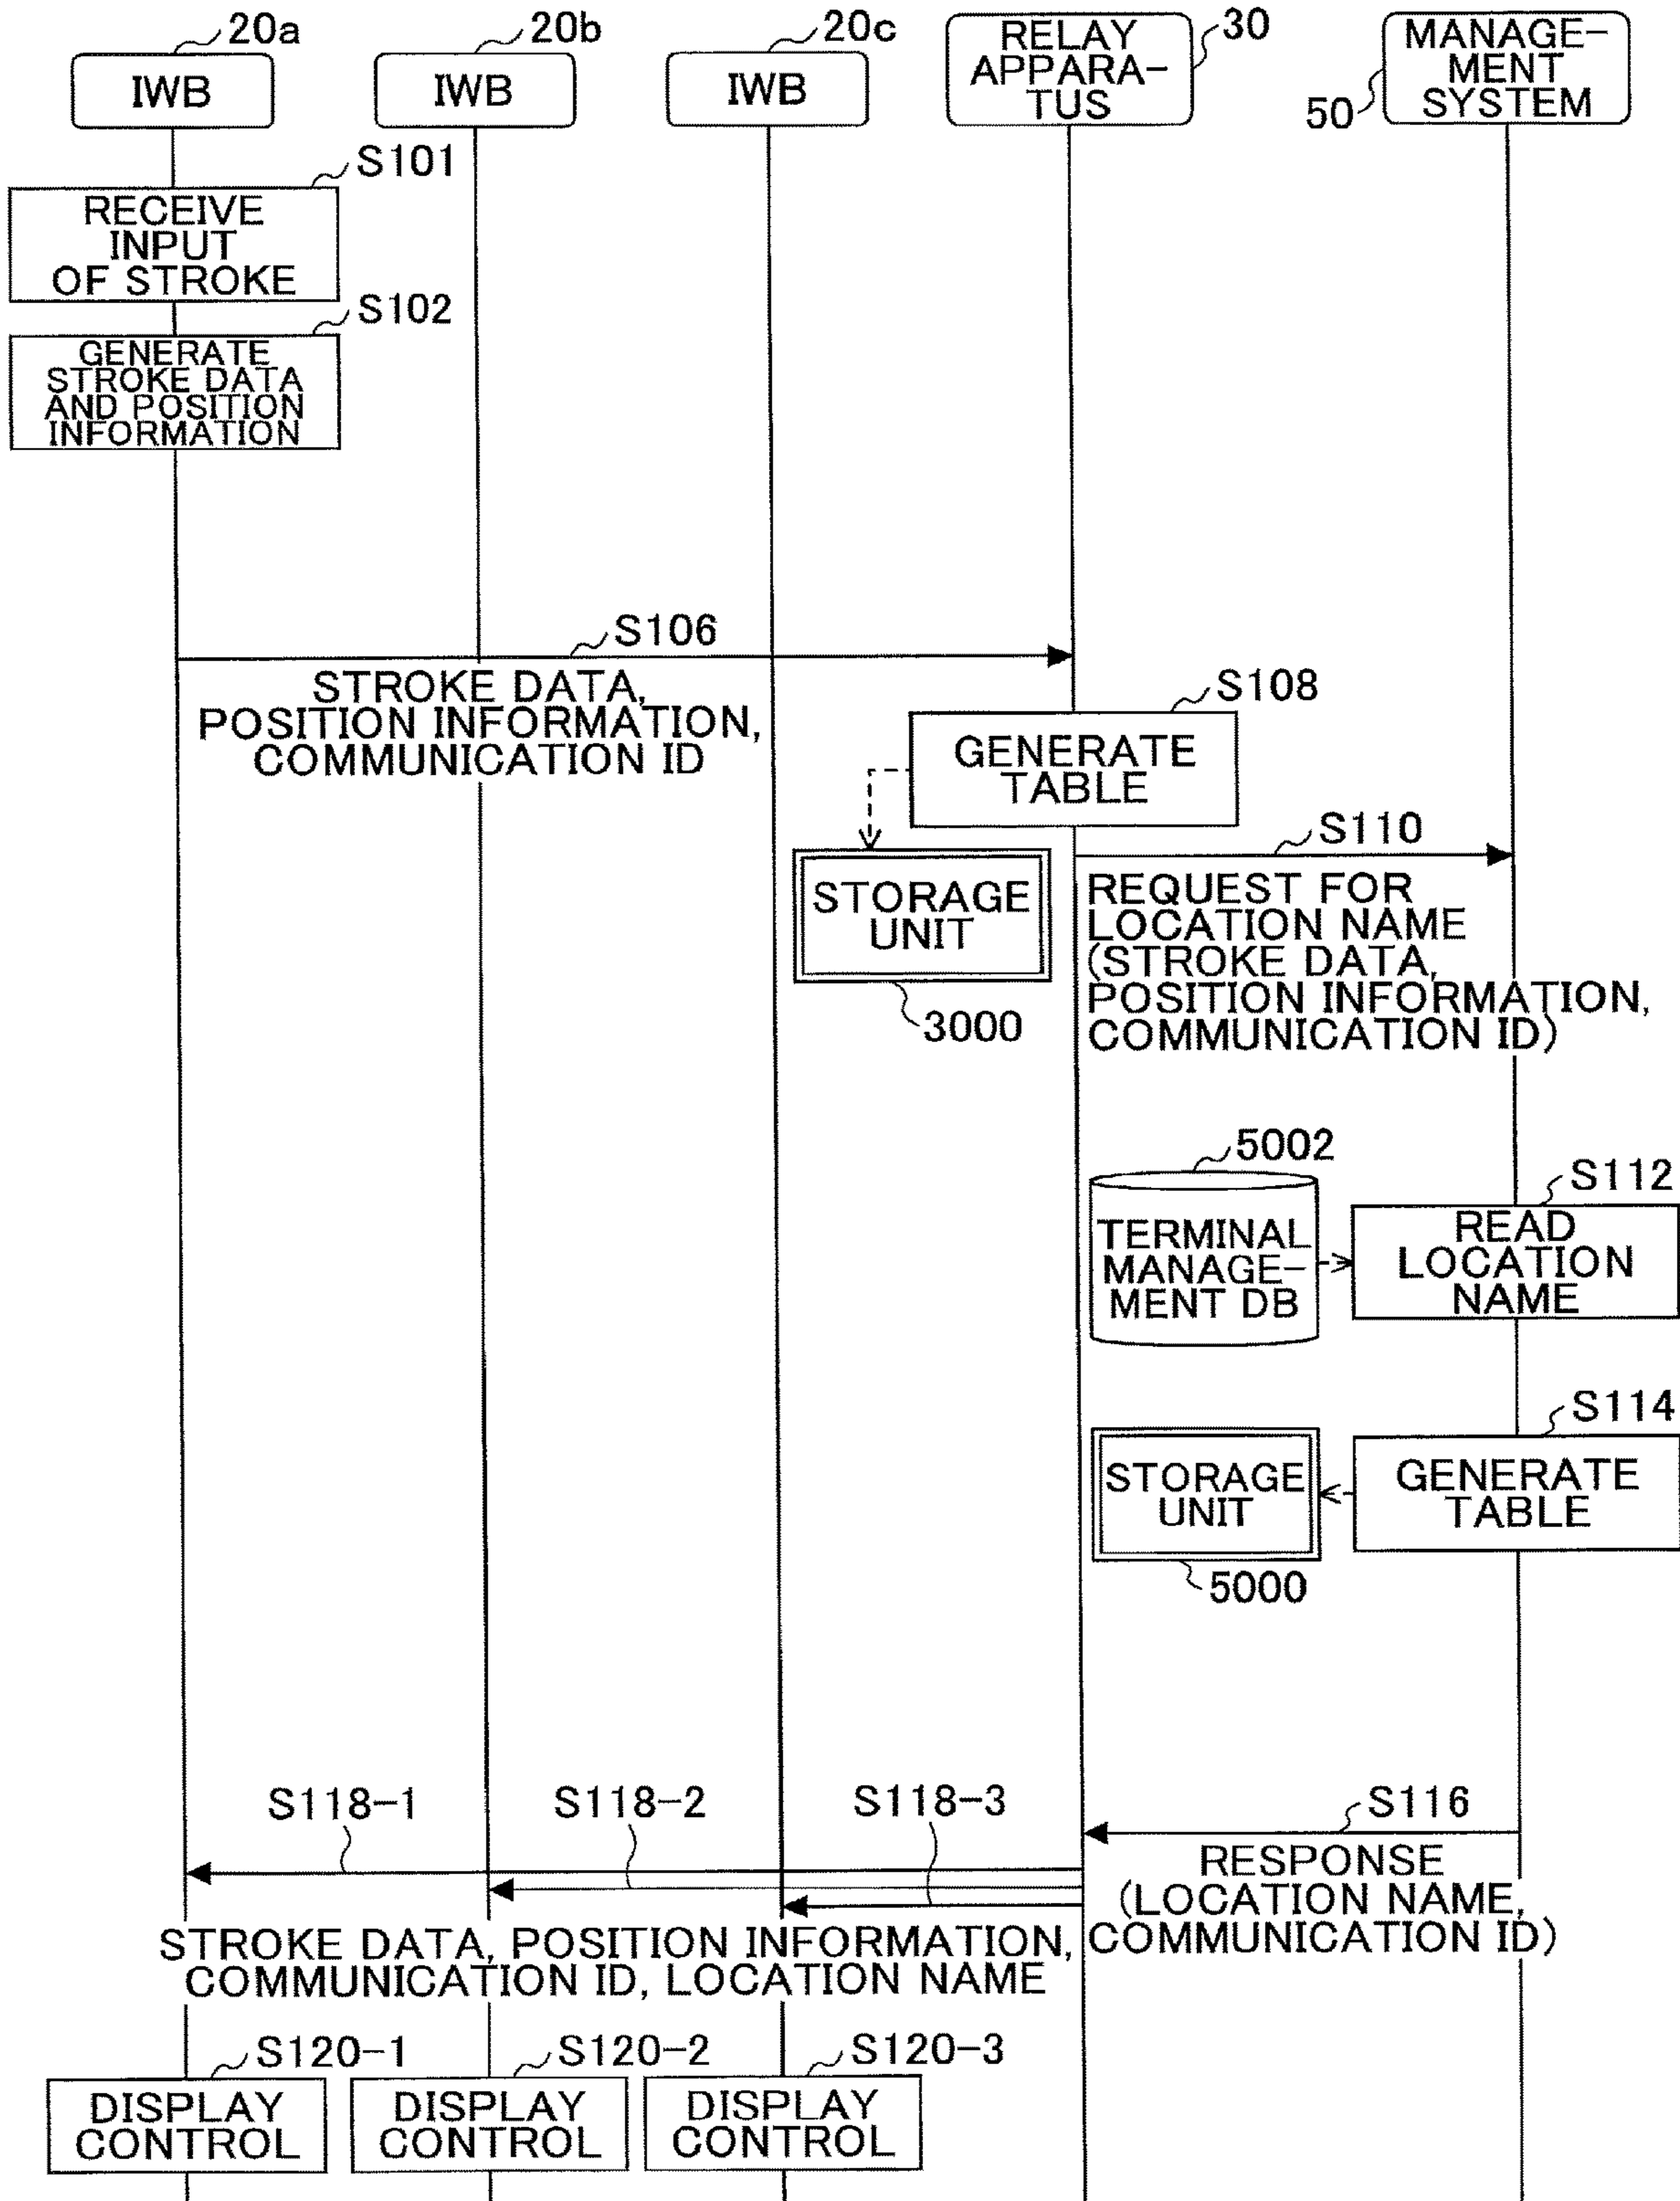 20a
IWB
20b
IWB
20c
IWB
RELAY
APPARA-
TUS
30
MANAGE-
MENT
SYSTEM
50
S101
RECEIVE
INPUT
OF STROKE
S102
GENERATE
STROKE DATA
AND POSITION
INFORMATION
S106
STROKE DATA,
POSITION INFORMATION,
COMMUNICATION ID
S108
GENERATE
TABLE
STORAGE
UNIT
3000
S110
REQUEST FOR
LOCATION NAME
(STROKE DATA,
POSITION INFORMATION,
COMMUNICATION ID)
5002
TERMINAL
MANAGE-
MENT DB
S112
READ
LOCATION
NAME
S114
GENERATE
TABLE
STORAGE
UNIT
5000
S116
RESPONSE
(LOCATION NAME,
COMMUNICATION ID)
S118-1
S118-2
S118-3
STROKE DATA, POSITION INFORMATION,
COMMUNICATION ID, LOCATION NAME
S120-1
DISPLAY
CONTROL
S120-2
DISPLAY
CONTROL
S120-3
DISPLAY
CONTROL